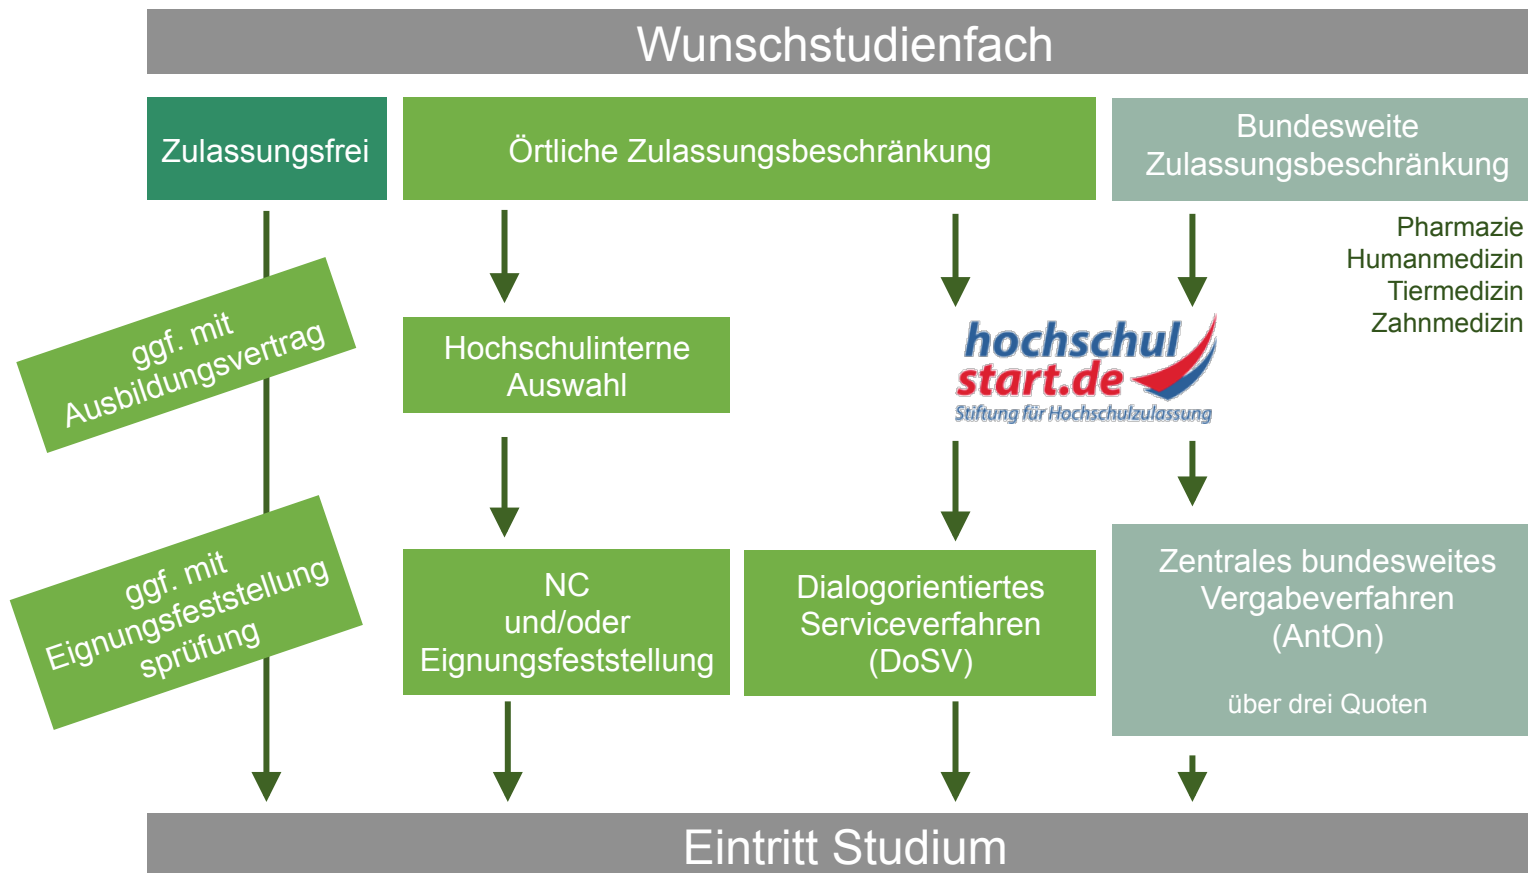 Wunschstudienfach
Zulassungsfrei
Örtliche Zulassungsbeschränkung
Bundesweite
Zulassungsbeschränkung
Pharmazie
Humanmedizin
Tiermedizin
Zahnmedizin
ggf. mit
Ausbildungsvertrag
Hochschulinterne
Auswahl
hochschul
start.de
Stiftung für Hochschulzulassung
ggf. mit
Eignungsfeststellung
sprüfung
NC
und/oder
Eignungsfeststellung
Dialogorientiertes
Serviceverfahren
(DoSV)
Zentrales bundesweites
Vergabeverfahren
(AntOn)
über drei Quoten
Eintritt Studium